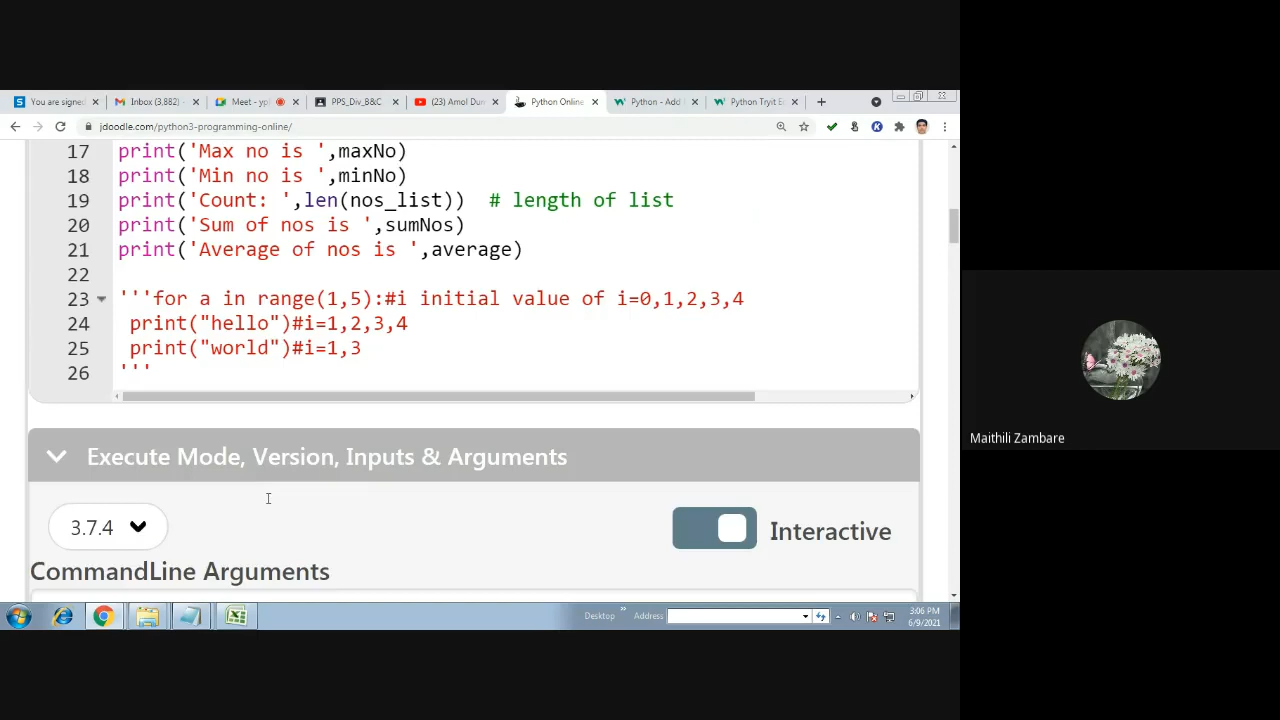 You are signe
Inbox (3,882)
Meet - yp
PPS_Div_B&C
(23) Amol Dum
Python Online
Python - Add
Python Tryit E
jdoodle.com/python3-programming-online/
17 print('Max no is ',maxNo)
18 print('Min no is ',minNo)
19 print('Count: ',len(nos_list))  # length of list
20 print('Sum of nos is ',sumNos)
21 print('Average of nos is ',average)
22
23 '''for a in range(1,5):#i initial value of i=0,1,2,3,4
24 print("hello")#i=1,2,3,4
25 print("world")#i=1,3
26 '''
Maithili Zambare
Execute Mode, Version, Inputs & Arguments
3.7.4
Interactive
CommandLine Arguments
Desktop
Address
3:06 PM
6/9/2021